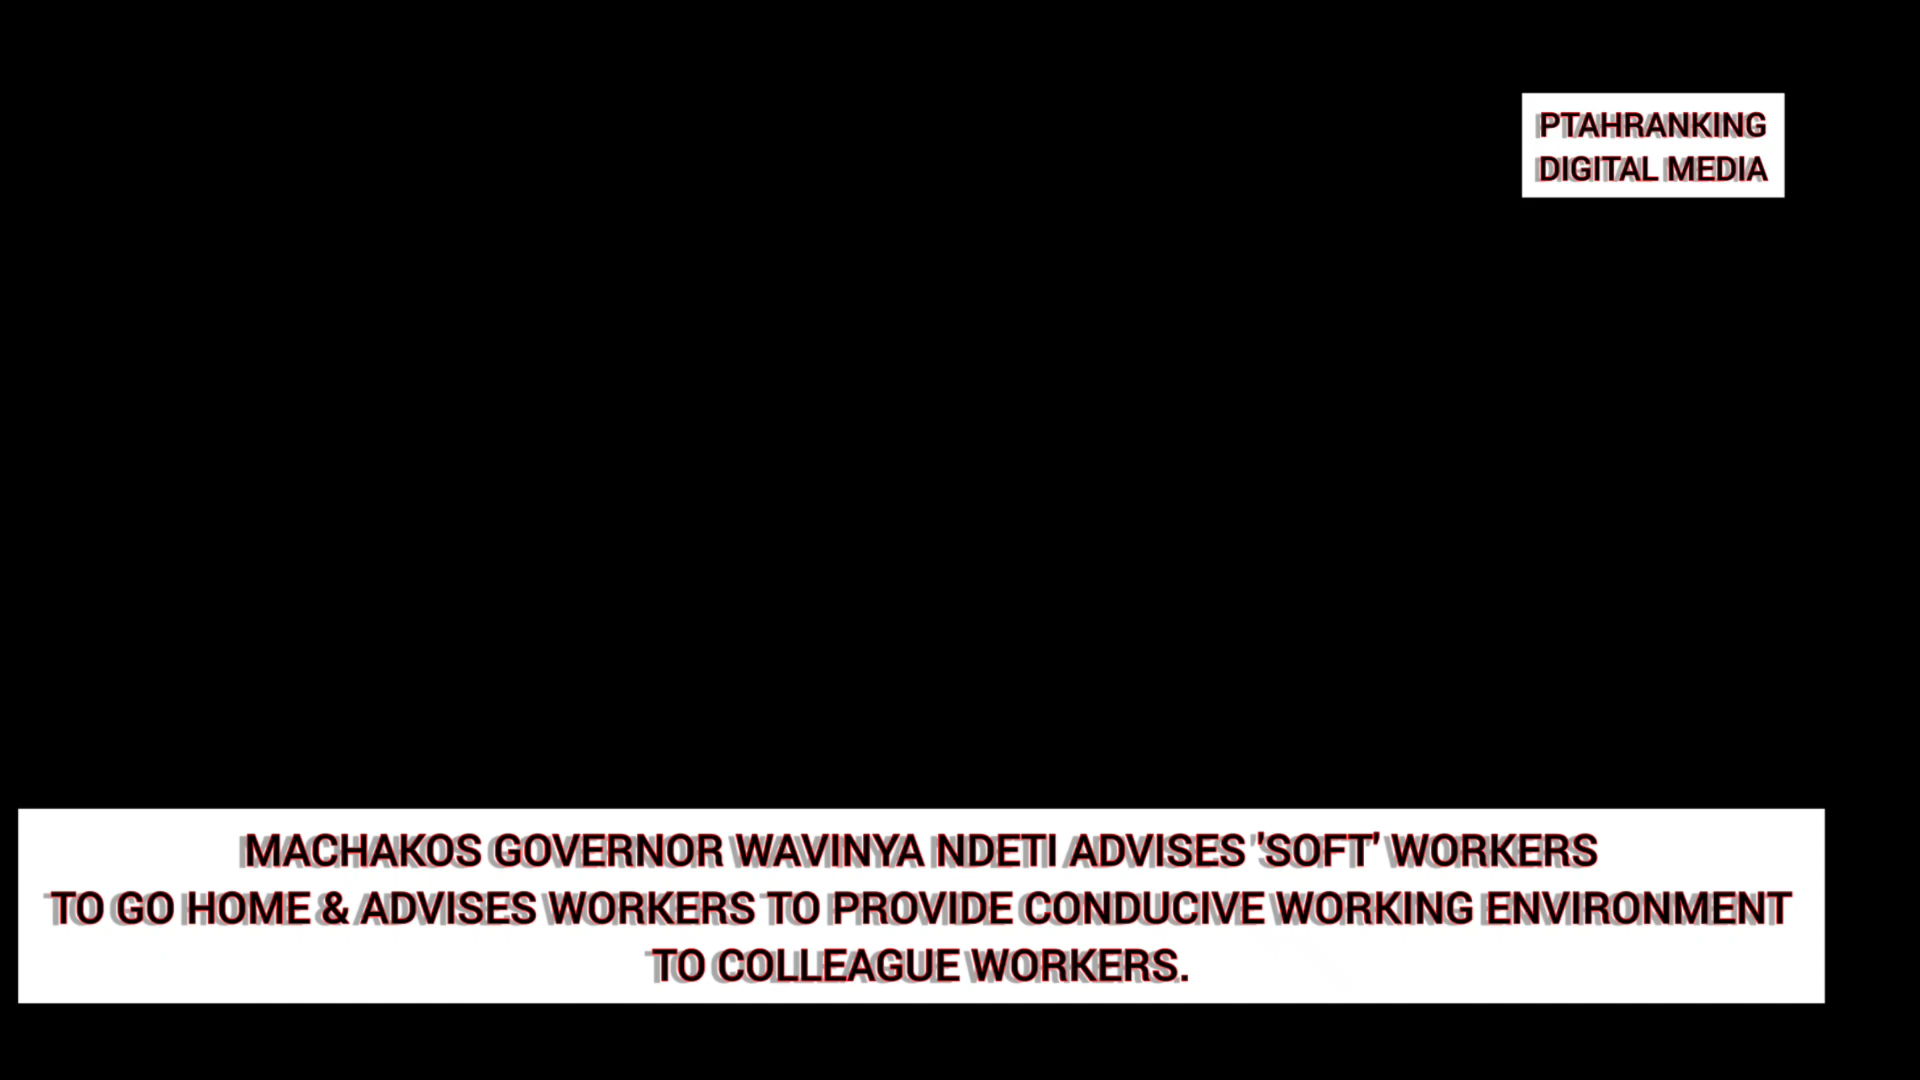 PTAHRANKING
DIGITAL MEDIA
MACHAKOS GOVERNOR WAVINYA NDETI ADVISES 'SOFT' WORKERS
TO GO HOME & ADVISES WORKERS TO PROVIDE CONDUCIVE WORKING ENVIRONMENT
TO COLLEAGUE WORKERS.